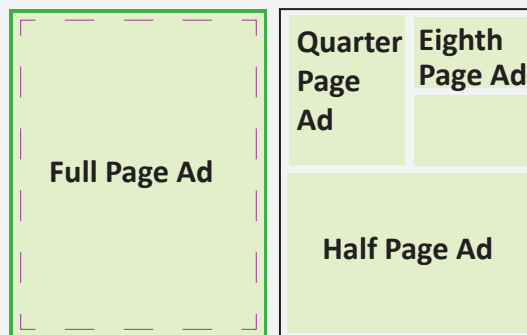 Full Page Ad
Quarter
Page
Ad
Eighth
Page Ad
Half Page Ad